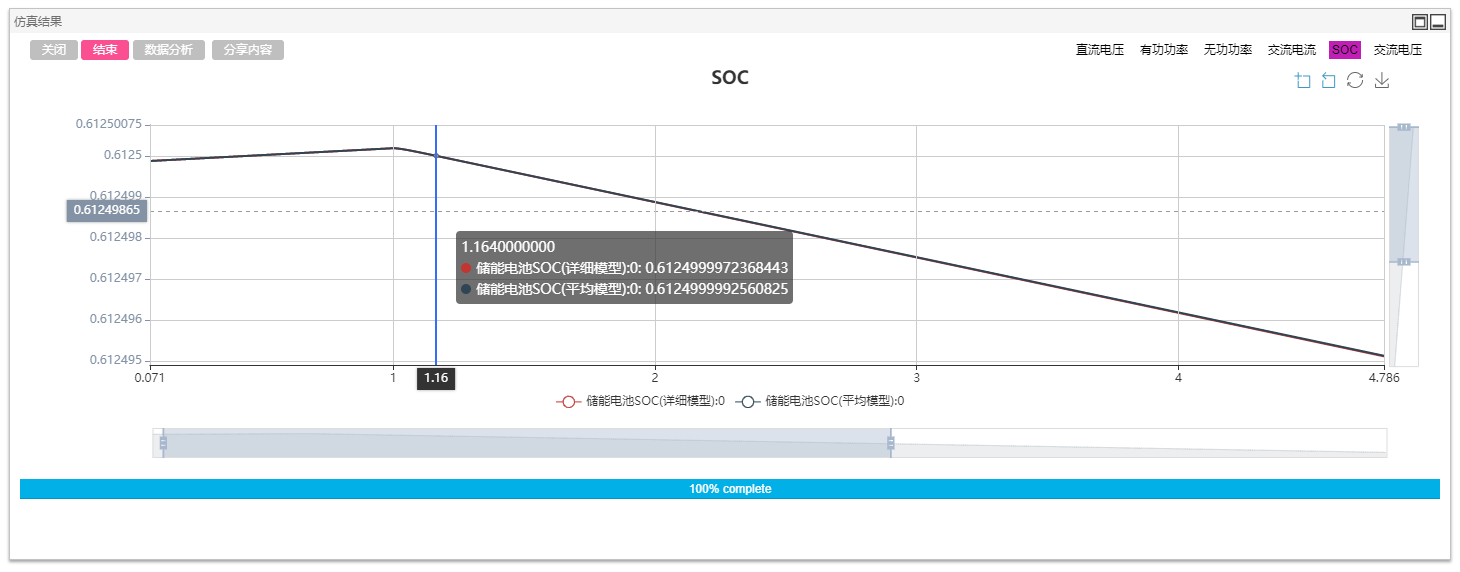 仿真结果
关闭 结束 数据分析 分享内容
直流电压 有功功率 无功功率 交流电流 SOC 交流电压
SOC
0.61250075
0.6125
0.612499
0.61249865
0.612498
0.612497
0.612496
0.612495
1.1640000000
储能电池SOC(详细模型):0: 0.6124999972368443
储能电池SOC(平均模型):0: 0.6124999992560825
0.071 1 1.16 2 3 4 4.786
储能电池SOC(详细模型):0 储能电池SOC(平均模型):0
100% complete